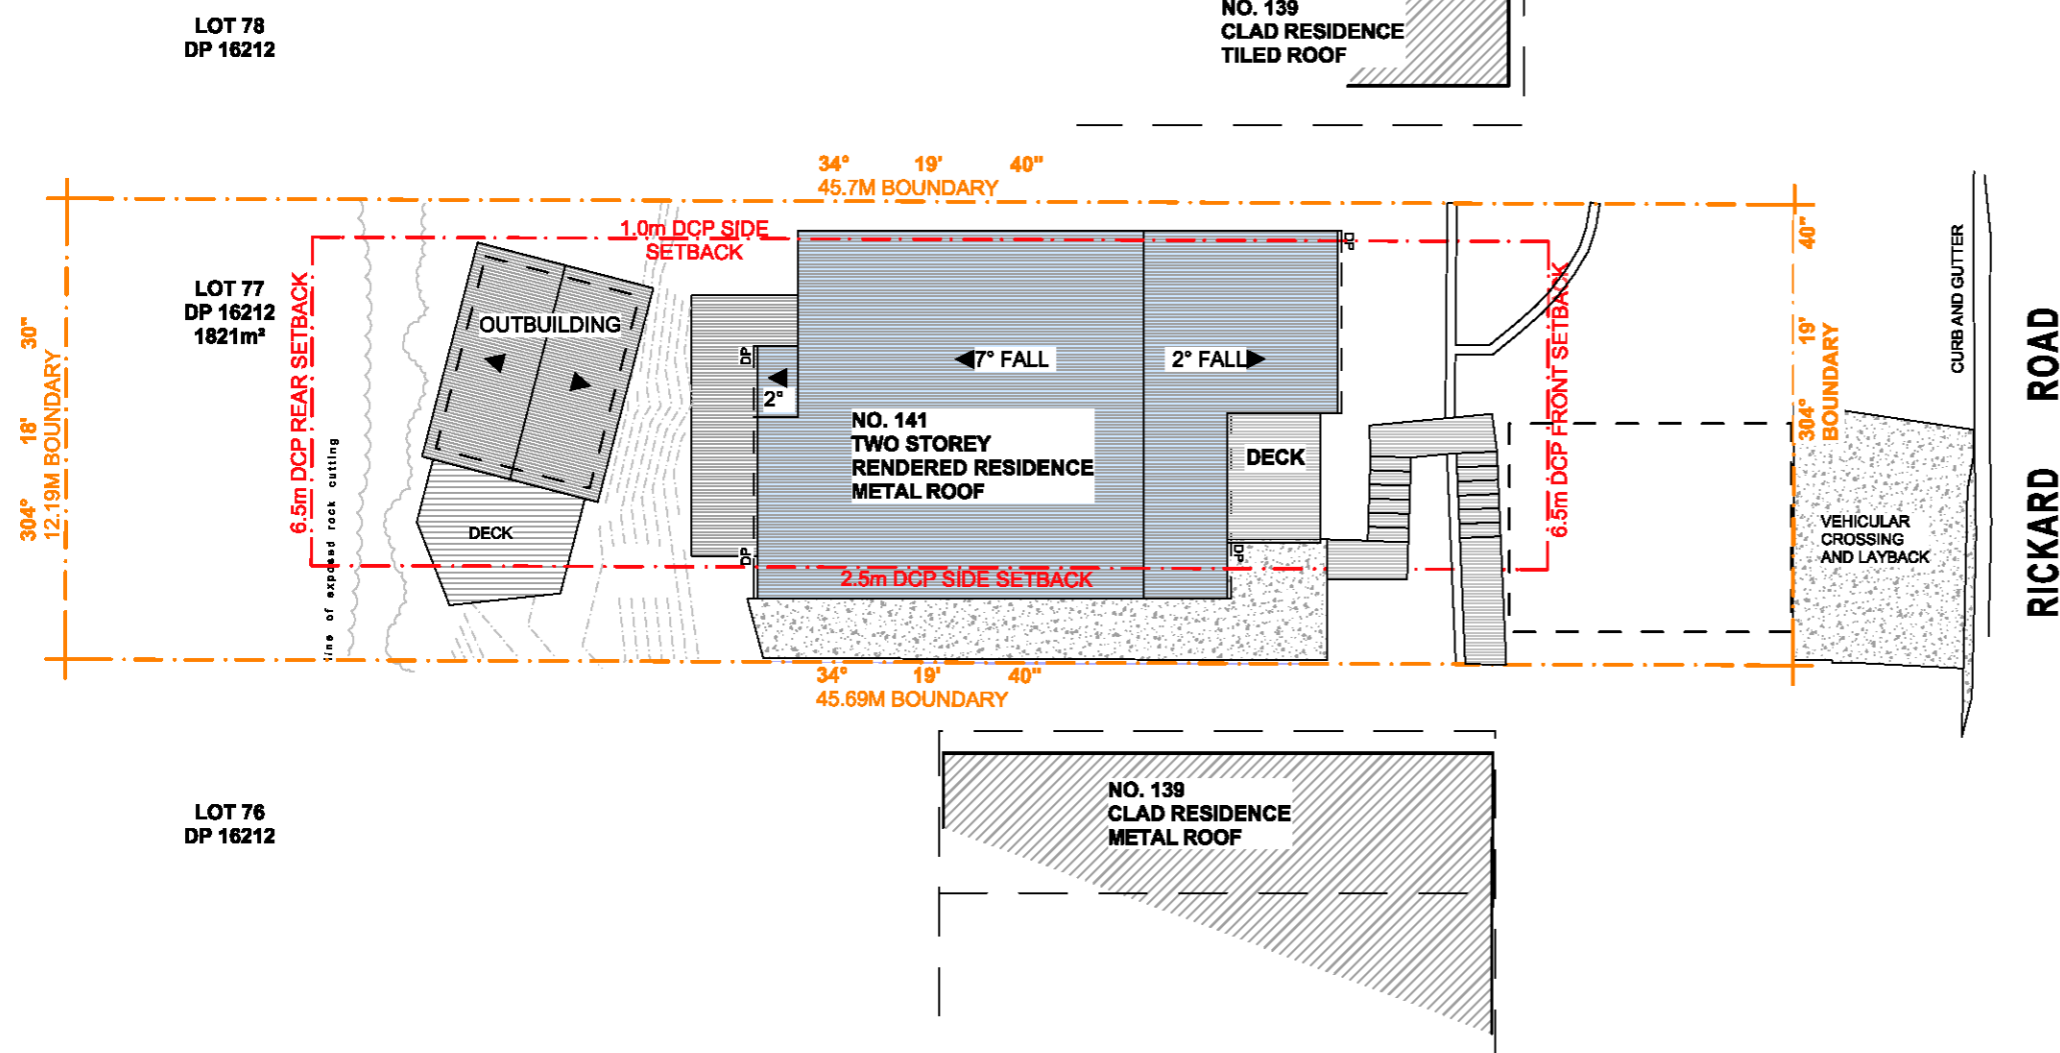 LOT 78
DP 16212
NO. 139
CLAD RESIDENCE
TILED ROOF
34° 19' 40"
45.7M BOUNDARY
1.0m DCP SIDE
SETBACK
LOT 77
DP 16212
1821m²
304° 18' 30"
12.19M BOUNDARY
6.5m DCP REAR SETBACK
line of exposed rock cutting
OUTBUILDING
DECK
DP
DP
2°
7° FALL
2° FALL
DP
NO. 141
TWO STOREY
RENDERED RESIDENCE
METAL ROOF
DECK
DP
2.5m DCP SIDE SETBACK
6.5m DCP FRONT SETBACK
304° 19' 40"
BOUNDARY
VEHICULAR
CROSSING
AND LAYBACK
CURB AND GUTTER
RICKARD ROAD
34° 19' 40"
45.69M BOUNDARY
LOT 76
DP 16212
NO. 139
CLAD RESIDENCE
METAL ROOF